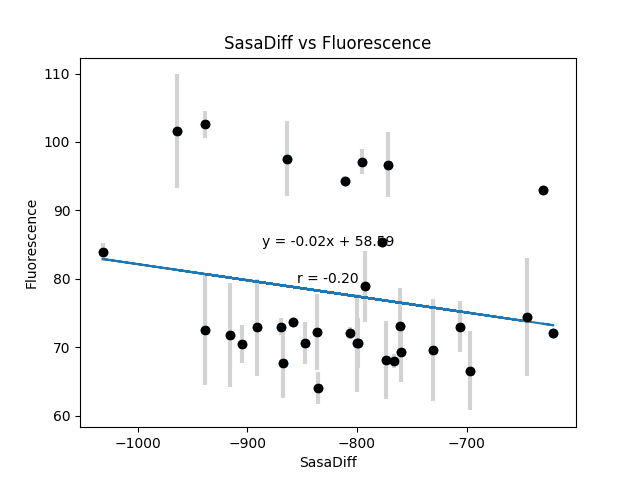 SasaDiff vs Fluorescence
110
100
90
80
70
60
Fluorescence
y = -0.02x + 58.59
r = -0.20
−1000
−900
−800
−700
SasaDiff